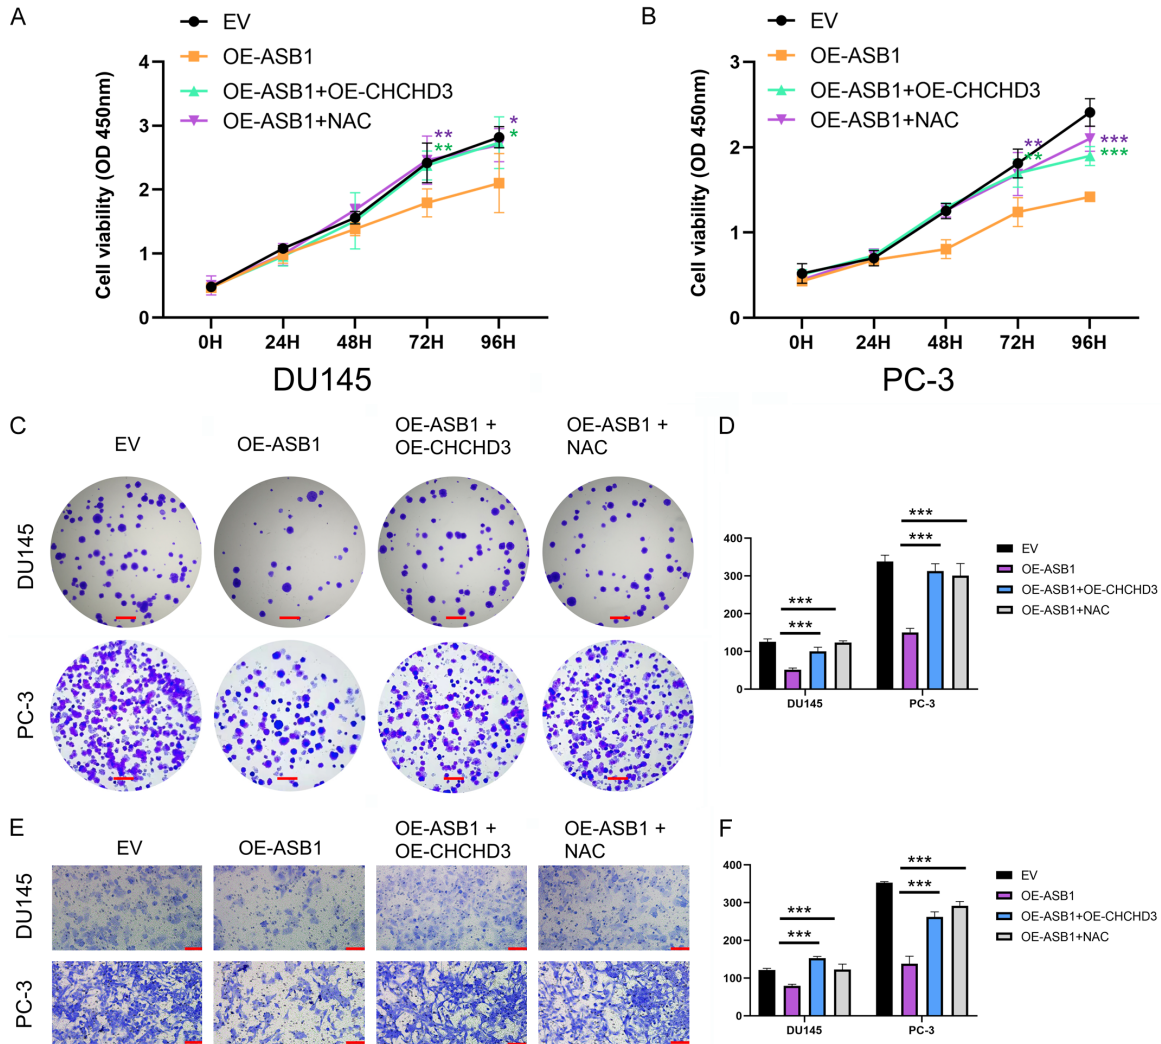 A
EV
OE-ASB1
OE-ASB1+OE-CHCHD3
OE-ASB1+NAC
Cell viability (OD 450nm)
4
3
2
1
0
**
**
*
*
0H 24H 48H 72H 96H
DU145
B
EV
OE-ASB1
OE-ASB1+OE-CHCHD3
OE-ASB1+NAC
Cell viability (OD 450nm)
3
2
1
0
**
**
***
***
0H 24H 48H 72H 96H
PC-3
C
EV
OE-ASB1
OE-ASB1 +
OE-CHCHD3
OE-ASB1 +
NAC
DU145
PC-3
D
400
300
200
100
0
***
***
***
***
DU145 PC-3
EV
OE-ASB1
OE-ASB1+OE-CHCHD3
OE-ASB1+NAC
E
EV
OE-ASB1
OE-ASB1 +
OE-CHCHD3
OE-ASB1 +
NAC
DU145
PC-3
F
400
300
200
100
0
***
***
***
***
DU145 PC-3
EV
OE-ASB1
OE-ASB1+OE-CHCHD3
OE-ASB1+NAC